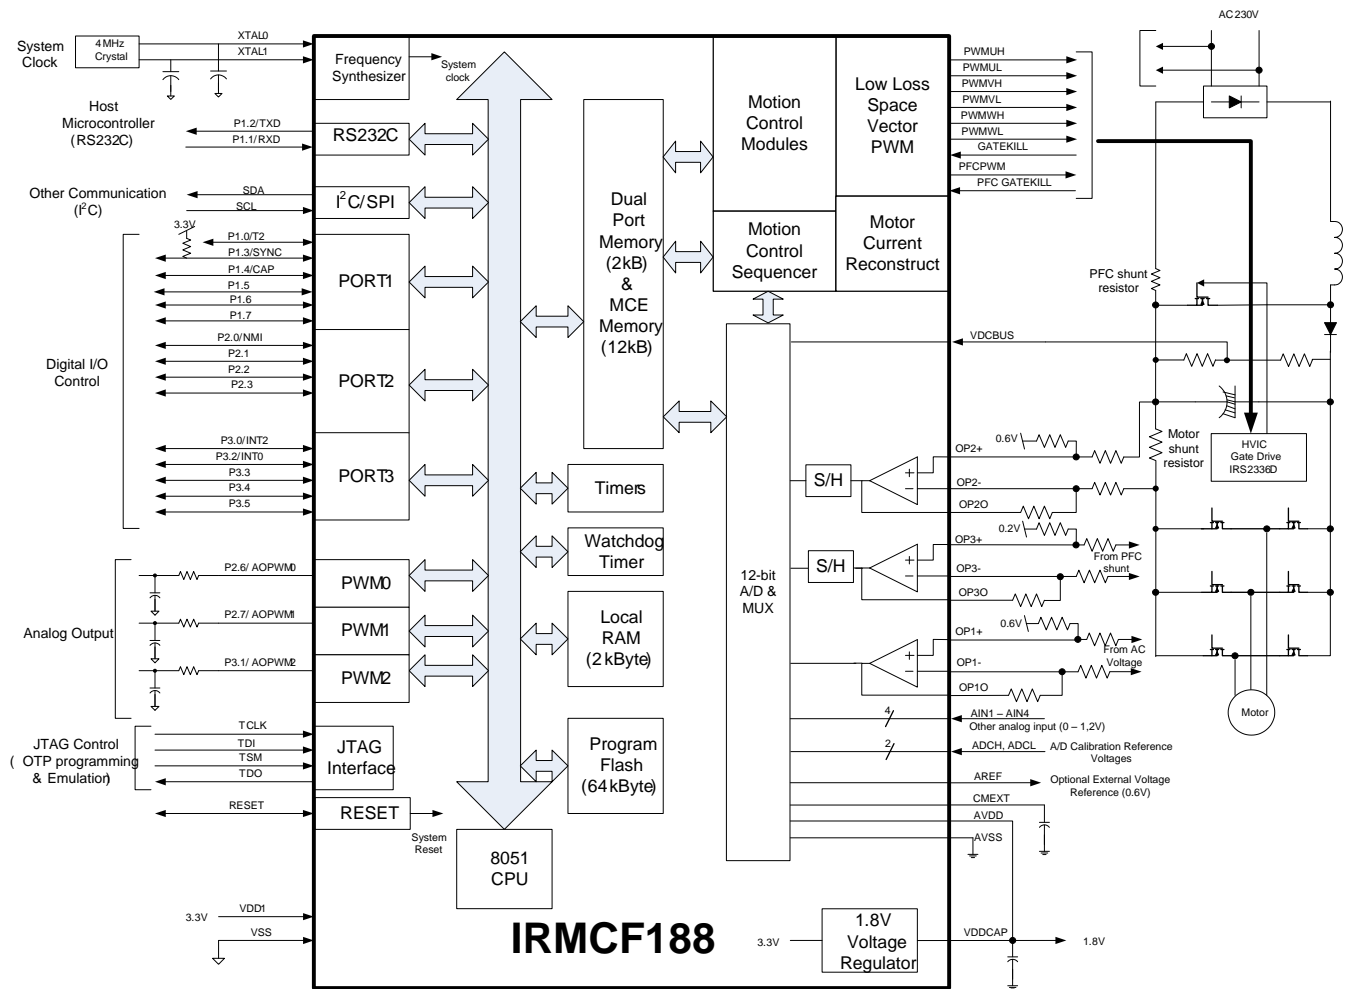 System
Clock
4MHz
Crystal
XTAL0
XTAL1
Frequency
Synthesizer
System
clock
Host
Microcontroller
(RS232C)
P1.2/TXD
P1.1/RXD
RS232C
Other Communication
(I²C)
SDA
SCL
I²C/SPI
3.3V
P1.0/T2
P1.3/SYNC
P1.4/CAP
P1.5
P1.6
P1.7
PORT1
Digital I/O
Control
P2.0/NMI
P2.1
P2.2
P2.3
PORT2
P3.0/INT2
P3.2/INT0
P3.3
P3.4
P3.5
PORT3
Analog Output
P2.6/ AOPWM0
P2.7/ AOPWM1
P3.1/ AOPWM2
PWM0
PWM1
PWM2
JTAG Control
( OTP programming
& Emulation)
TCLK
TDI
TSM
TDO
JTAG
Interface
RESET
RESET
System
Reset
3.3V
VDD1
VSS
8051
CPU
Dual
Port
Memory
(2kB)
&
MCE
Memory
(12kB)
Timers
Watchdog
Timer
Local
RAM
(2kByte)
Program
Flash
(64kByte)
Motion
Control
Modules
Low Loss
Space
Vector
PWM
Motion
Control
Sequencer
Motor
Current
Reconstruct
12-bit
A/D &
MUX
S/H
S/H
IRMCF188
3.3V
1.8V
Voltage
Regulator
VDDCAP
1.8V
PWMUH
PWMUL
PWMVH
PWMVL
PWMWH
PWMWL
GATEKILL
PFCPWM
PFC GATEKILL
VDCBUS
OP2+
OP2-
OP2O
0.6V
OP3+
OP3-
OP3O
0.2V
From PFC
shunt
OP1+
OP1-
OP1O
0.6V
From AC
Voltage
4
AIN1 – AIN4
Other analog input (0 – 1,2V)
2
ADCH, ADCL
A/D Calibration Reference
Voltages
AREF
Optional External Voltage
Reference (0.6V)
CMEXT
AVDD
AVSS
AC 230V
PFC shunt
resistor
Motor
shunt
resistor
HVIC
Gate Drive
IRS2336D
Motor